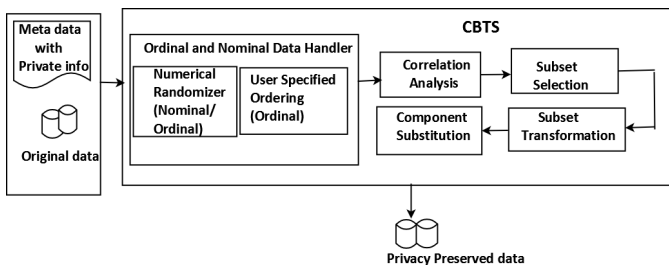 Meta data
with
Private info
Original data
CBTS
Ordinal and Nominal Data Handler
Numerical
Randomizer
(Nominal/
Ordinal)
User Specified
Ordering
(Ordinal)
Correlation
Analysis
Subset
Selection
Component
Substitution
Subset
Transformation
Privacy Preserved data